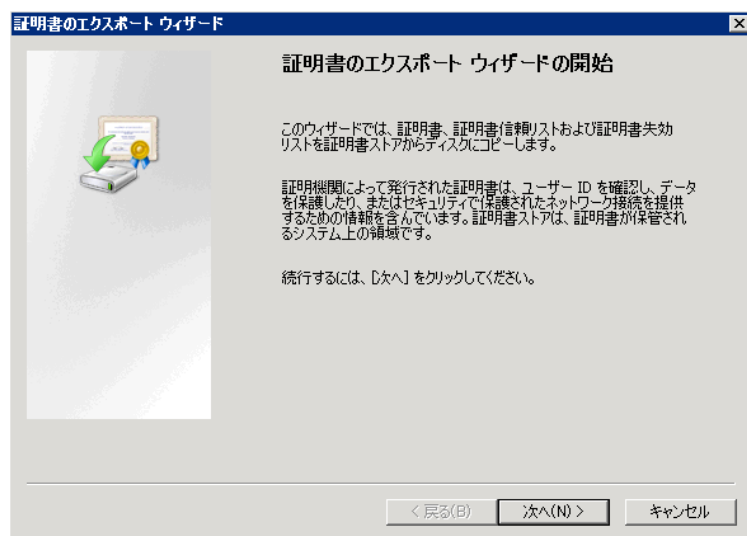 証明書のエクスポート ウィザード
証明書のエクスポート ウィザードの開始
このウィザードでは、証明書、証明書信頼リストおよび証明書失効
リストを証明書ストアからディスクにコピーします。
証明機関によって発行された証明書は、ユーザー ID を確認し、データ
を保護したり、またはセキュリティで保護されたネットワーク接続を提供
するための情報を含んでいます。証明書ストアは、証明書が保管され
るシステム上の領域です。
続行するには、[次へ] をクリックしてください。
< 戻る(B) 次へ(N) > キャンセル